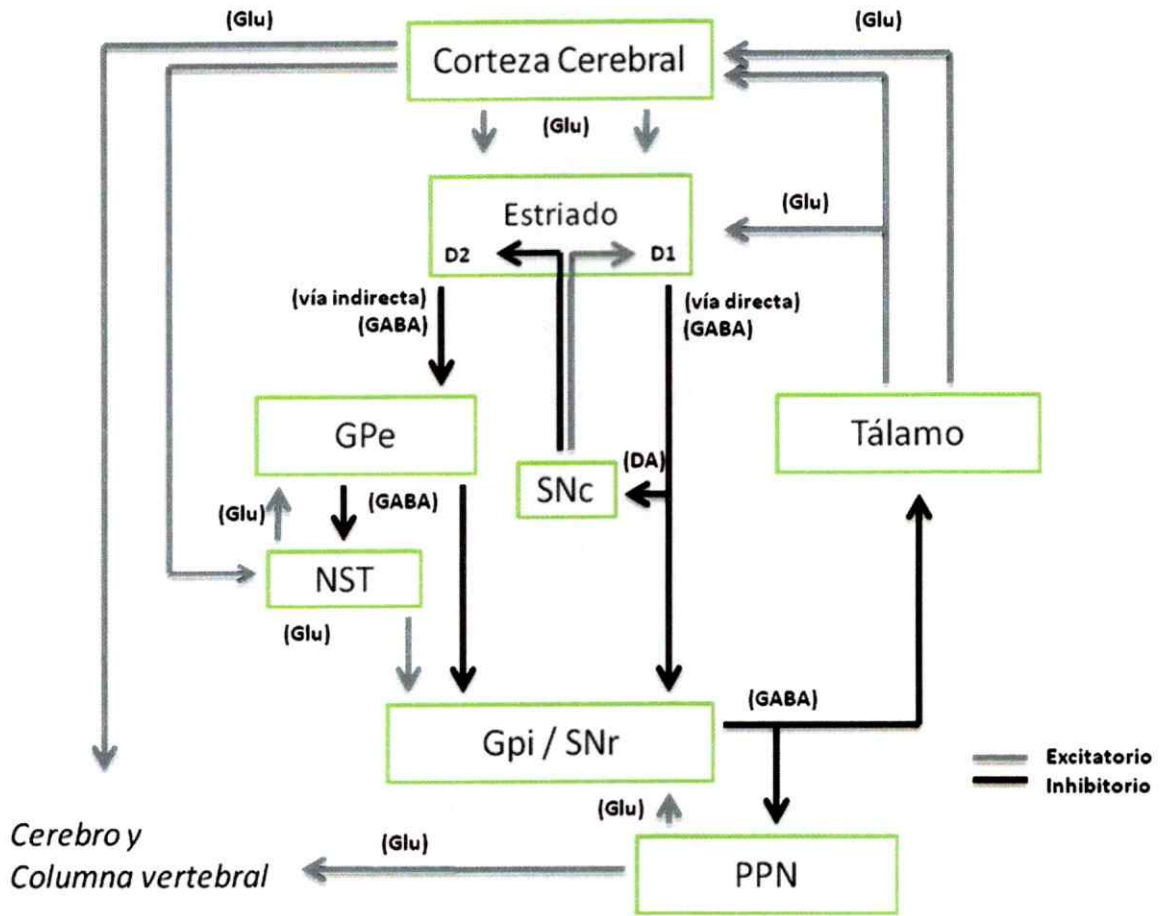 (Glu)
(Glu)
Corteza Cerebral
(Glu)
Estriado
(Glu)
D2
D1
(vía indirecta)
(GABA)
(vía directa)
(GABA)
GPe
Tálamo
(DA)
SNc
(Glu)
(GABA)
NST
(Glu)
(GABA)
Gpi / SNr
Excitatorio
Inhibitorio
(Glu)
Cerebro y
Columna vertebral
(Glu)
PPN